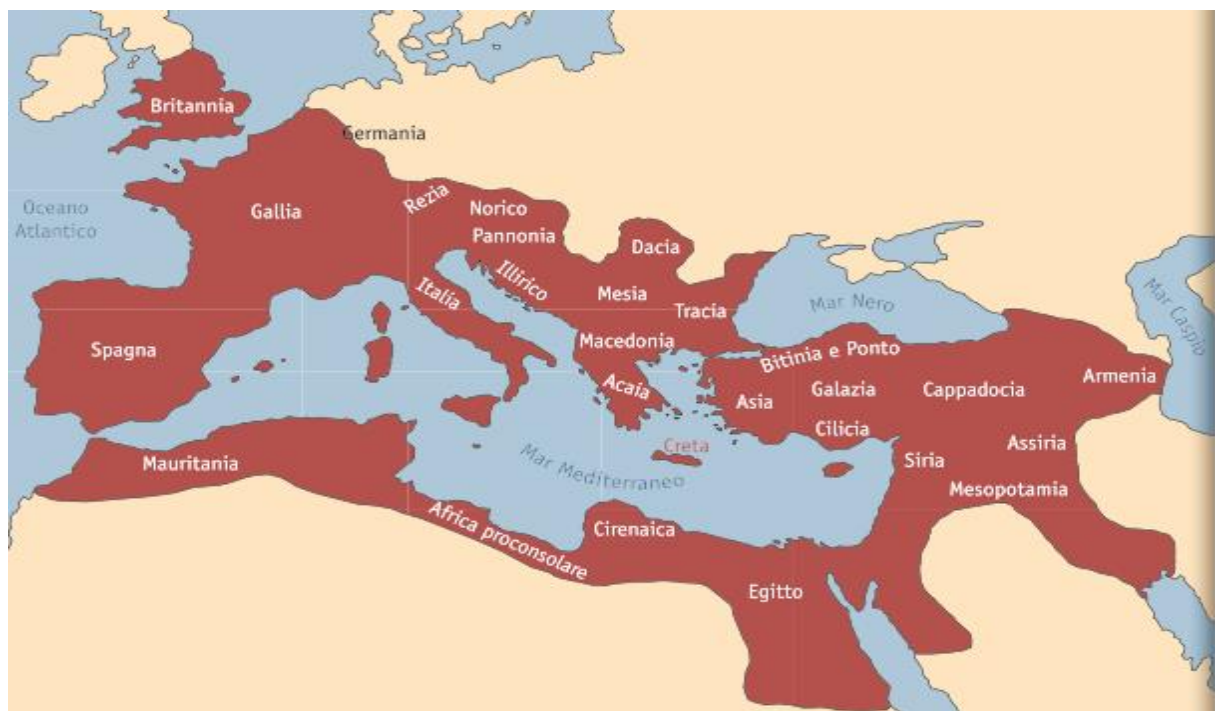 Britannia
Germania
Oceano
Atlantico
Gallia
Rezia
Norico
Pannonia
Dacia
Illirico
Italia
Mesia
Tracia
Mar Nero
Mar Caspio
Spagna
Macedonia
Bitinia e Ponto
Acaia
Asia
Galazia
Cappadocia
Armenia
Cilicia
Creta
Siria
Assiria
Mauritania
Mar Mediterraneo
Mesopotamia
Africa proconsolare
Cirenaica
Egitto